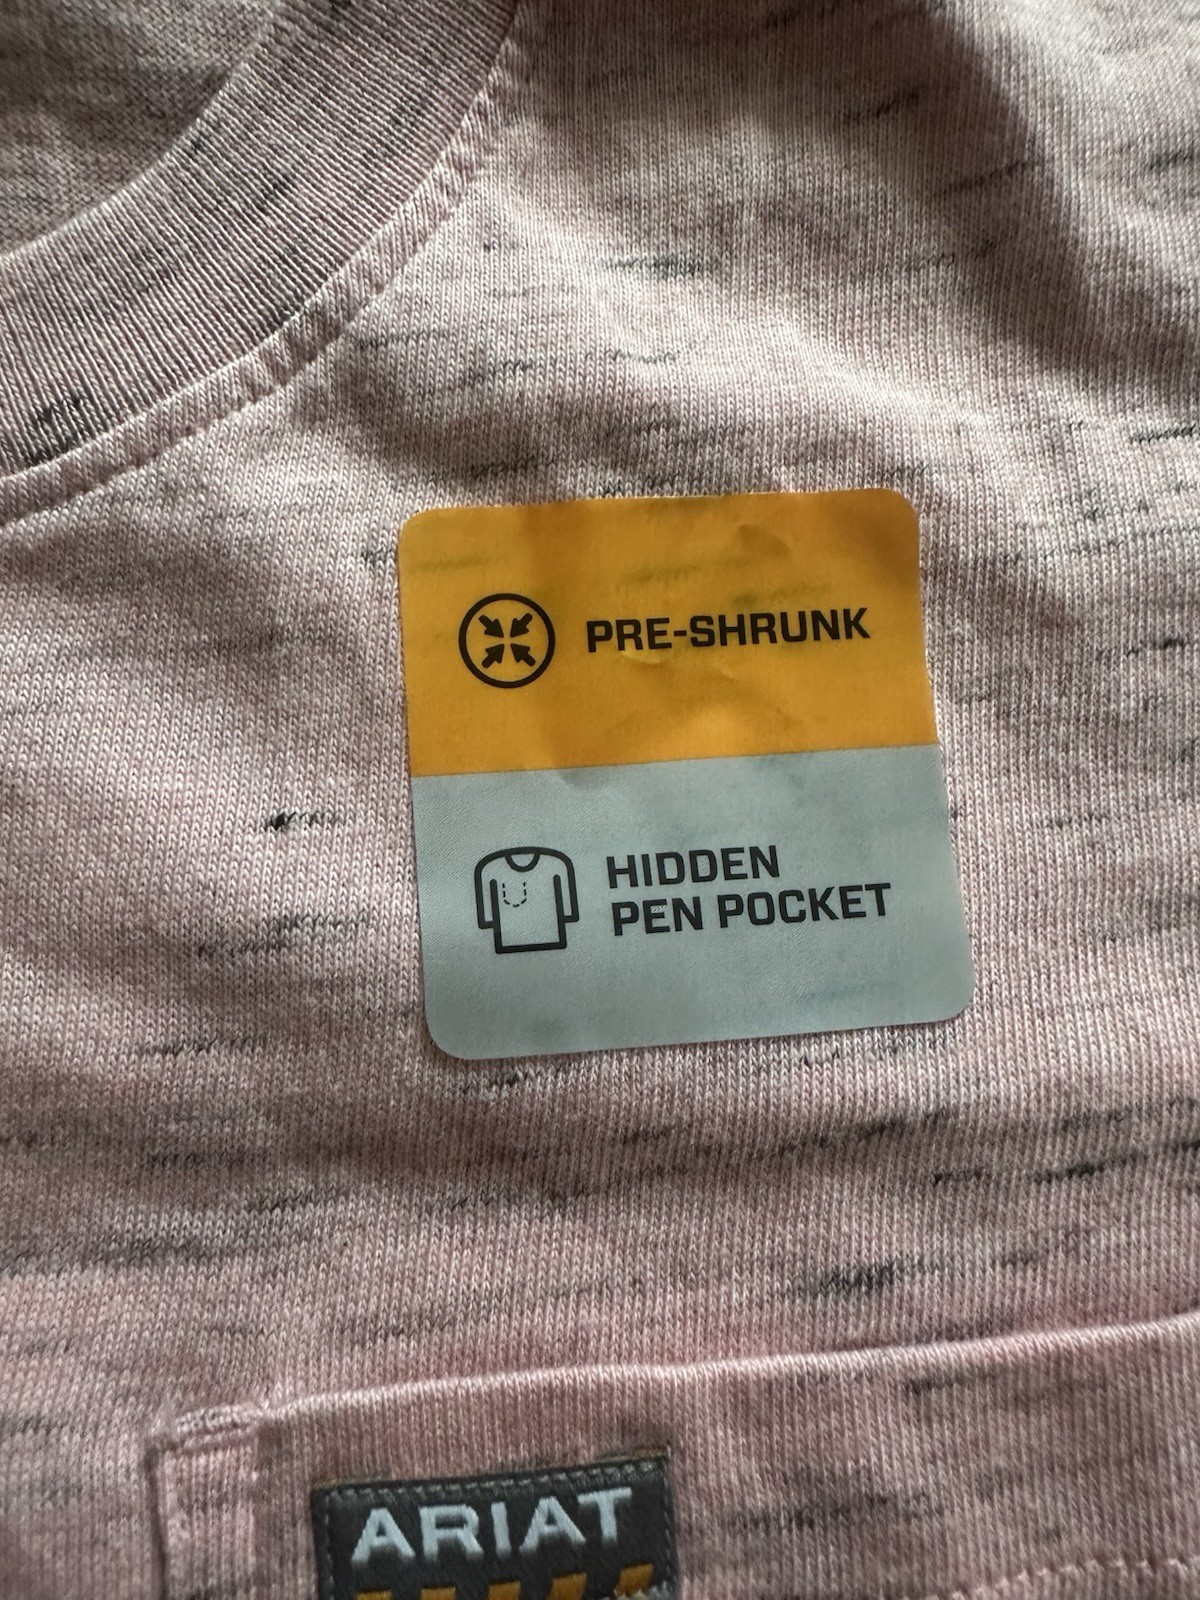 PRE-SHRUNK
HIDDEN
PEN POCKET
ARIAT